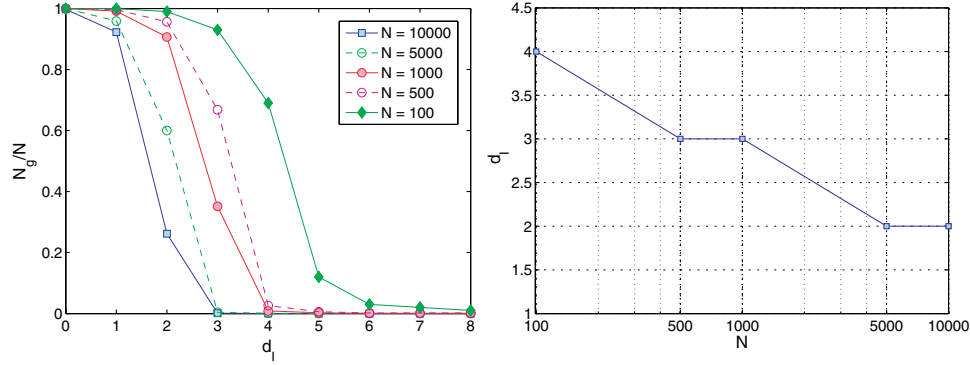 N_g/N
1
0.8
0.6
0.4
0.2
0
0 1 2 3 4 5 6 7 8
d_l
N = 10000
N = 5000
N = 1000
N = 500
N = 100
d_l
4.5
4
3.5
3
2.5
2
1.5
1
100 500 1000 5000 10000
N